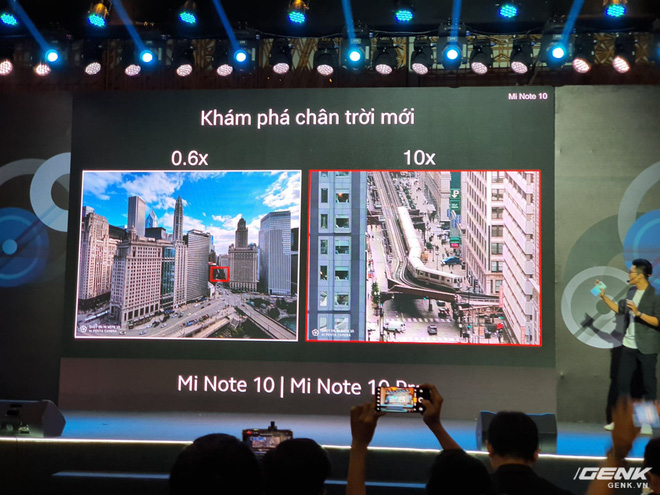 Mi Note 10
Khám phá chân trời mới
0.6x
10x
Mi Note 10 | Mi Note 10
GENK
GENK.VN